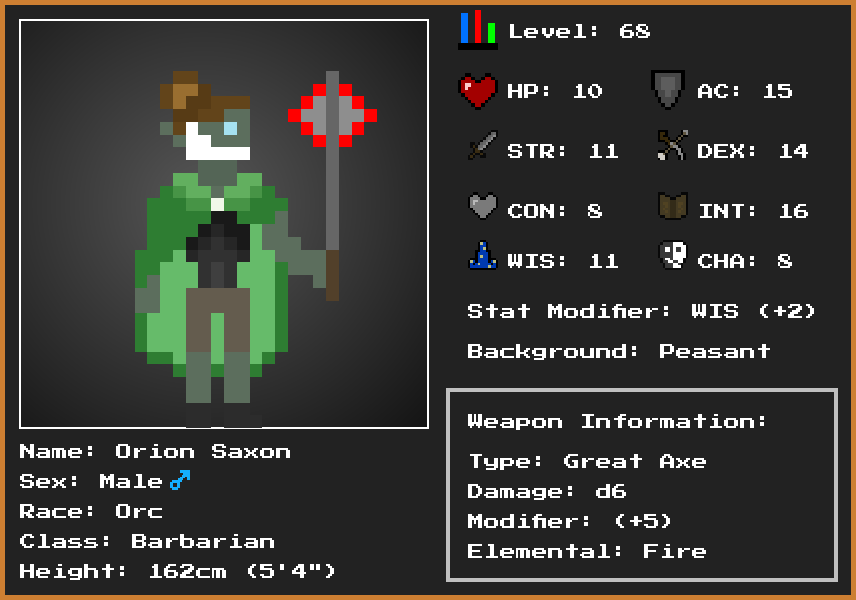 Level: 68
HP: 10 AC: 15
STR: 11 DEX: 14
CON: 8 INT: 16
WIS: 11 CHA: 8
Stat Modifier: WIS (+2)
Background: Peasant
Weapon Information:
Type: Great Axe
Damage: d6
Modifier: (+5)
Elemental: Fire
Name: Orion Saxon
Sex: Male ♂
Race: Orc
Class: Barbarian
Height: 162cm (5'4")